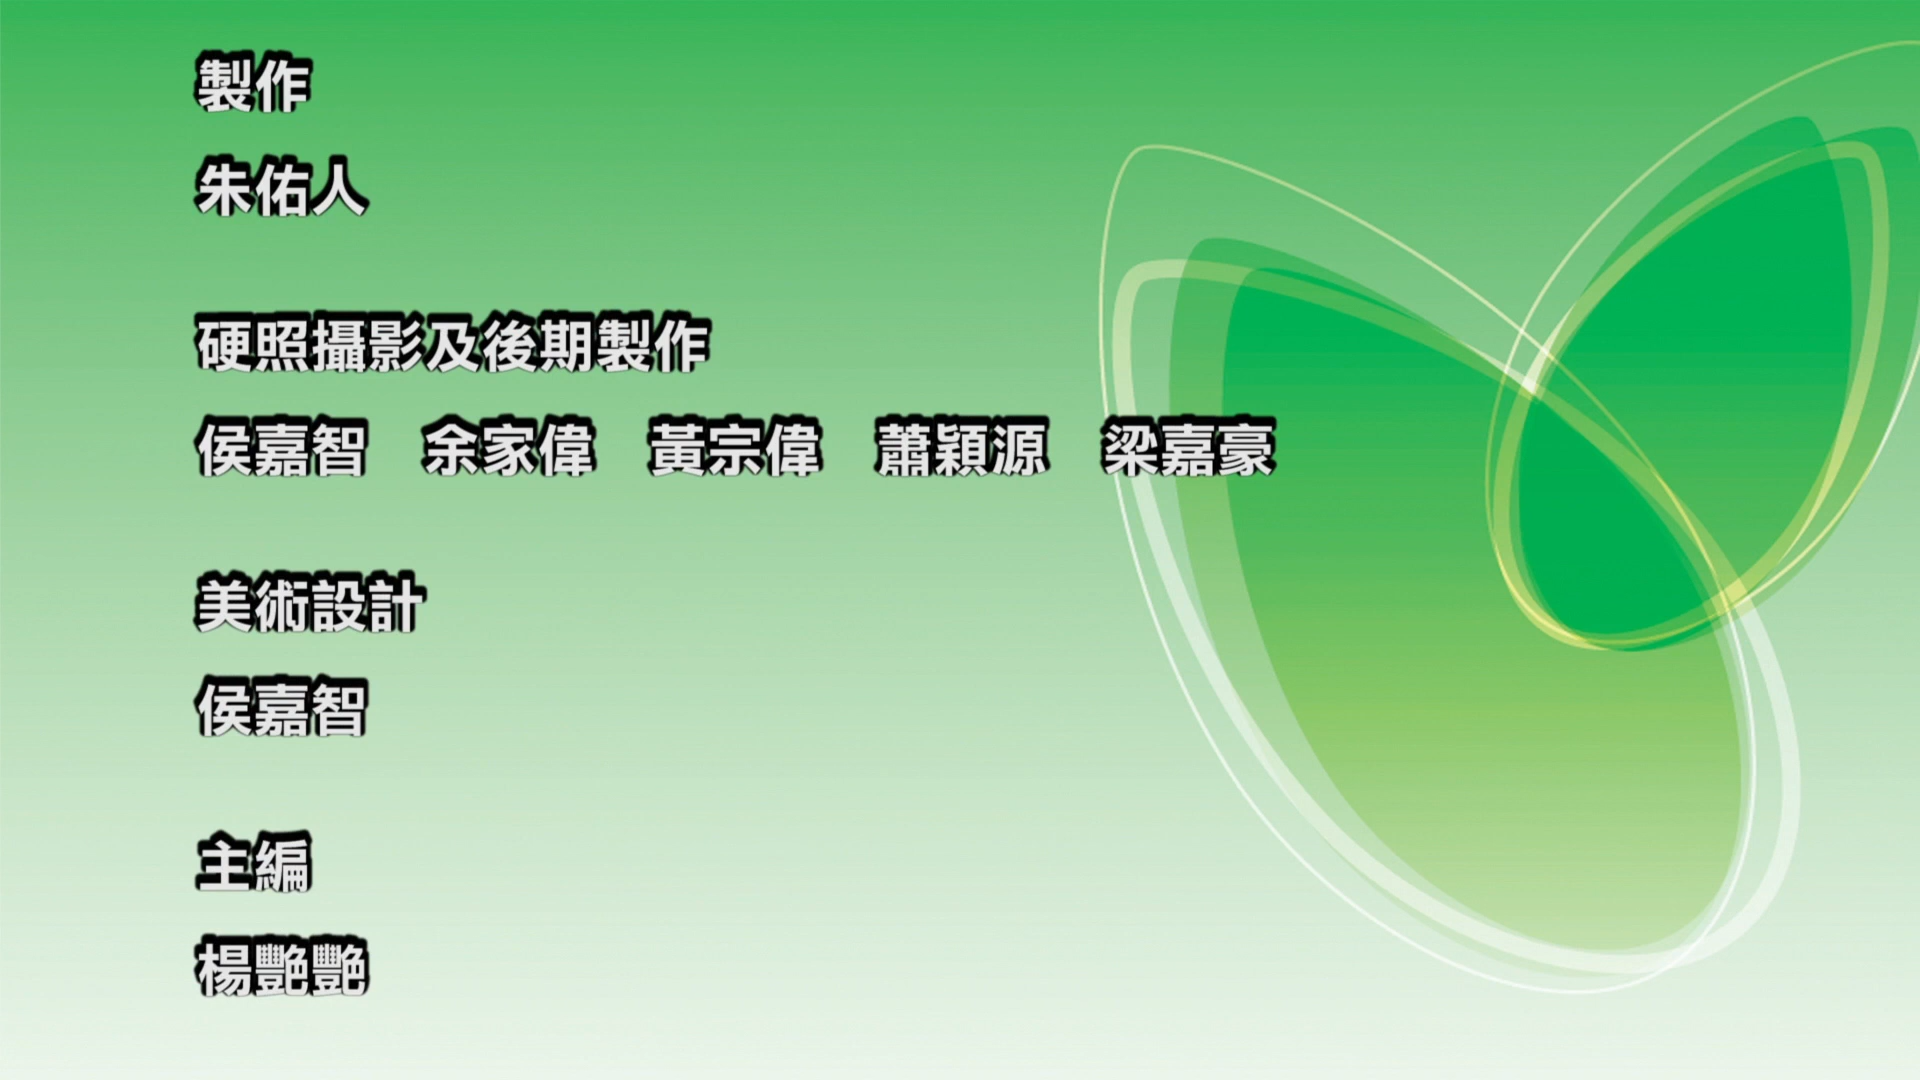 製作
朱佑人
硬照攝影及後期製作
侯嘉智　余家偉　黃宗偉　蕭穎源　梁嘉豪
美術設計
侯嘉智
主編
楊艷艷